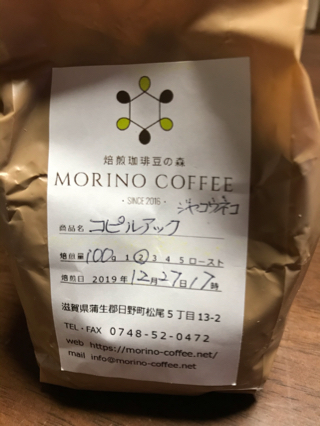 焙煎珈琲豆の森
MORINO COFFEE
・SINCE 2016・
ジャコウネコ
商品名 コピルアック
焙煎量 100g 1 ② 3 4 5 ロースト
焙煎日 2019年 12月 27日 17時
滋賀県蒲生郡日野町松尾5丁目13-2
TEL・FAX 0748-52-0472
web https://morino-coffee.net/
mail info@morino-coffee.net